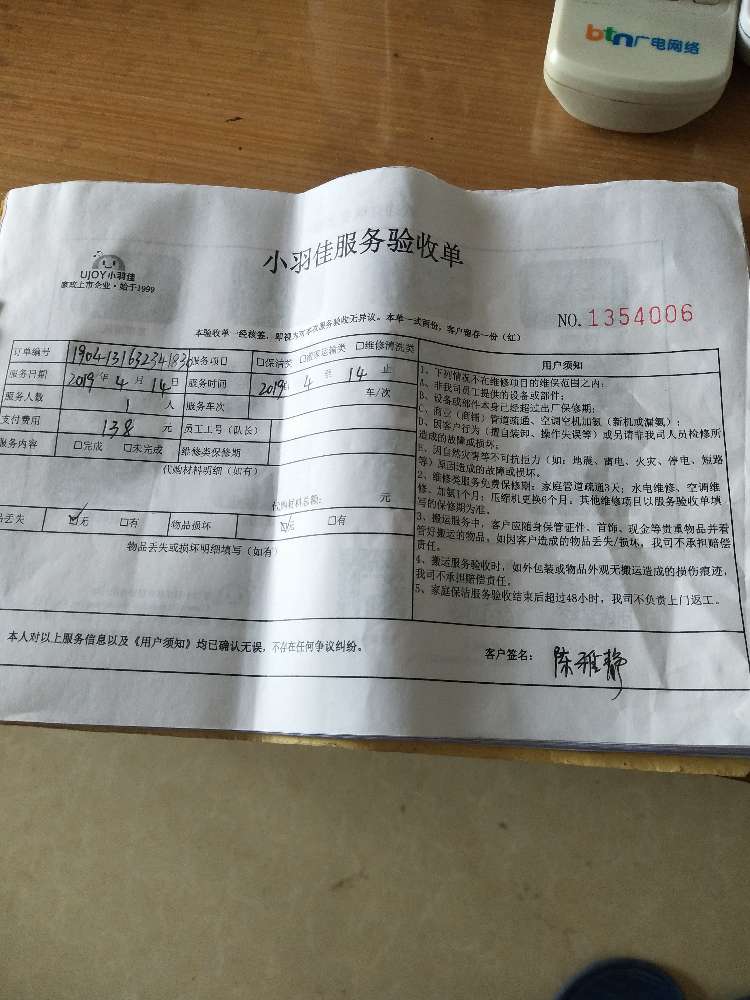 btn广电网络
小羽佳服务验收单
UJOY小羽佳
家政上市企业·始于1999
NO. 1354006
本验收单一经核签，即视为对本次服务验收无异议。本单一式两份，客户留存一份（红）
订单编号 1904131632341836 服务项目 □保洁类 □搬家运输类 □维修清洗类
服务日期 2019年4月14日 服务时间 2019 4 至 14 止
服务人数 1 人 服务车次 车/次
支付费用 138 元 员工工号（队长）
服务内容 □完成 □未完成 维修类保修期
代购材料明细（如有）
代购材料总额： 元
品丢失 ☑无 □有 物品损坏 ☑无 □有
物品丢失或损坏明细填写（如有）
用户须知
1、下列情况不在维修项目的维保范围之内：
A、非我司员工提供的设备或部件；
B、设备或部件本身已经超过出厂保修期；
C、商立（商桶）管道疏通、空调空机加氨（新机或漏氨）；
D、因客户行为（擅自装卸、操作失误等）或另请非我司人员检修所
造成的故障或损坏。
E、因自然灾害等不可抗拒力（如：地震、雷电、火灾、停电、短路
等）原因造成的故障或损坏。
2、维修类服务免费保修期：家庭管道疏通3天，水电维修、空调维
修、加氨1个月；压缩机更换6个月，其他维修项目以服务验收单填
写的保修期为准。
3、搬运服务中，客户应随身保管证件、首饰、现金等贵重物品并看
管好搬运的物品，如因客户造成的物品丢失/损坏，我司不承担赔偿
责任。
4、搬运服务验收时，如外包装或物品外观无搬运造成的损伤痕迹，
我司不承担赔偿责任。
5、家庭保洁服务验收结束后超过48小时，我司不负责上门返工。
本人对以上服务信息以及《用户须知》均已确认无误，不存在任何争议纠纷。
客户签名： 陈雅静